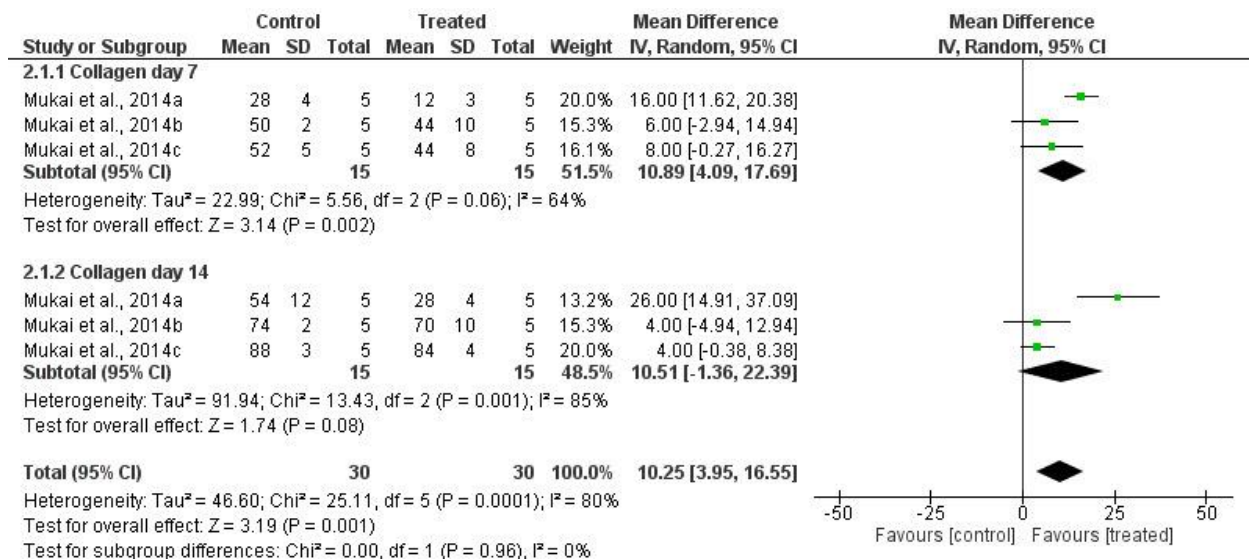 Control Treated Mean Difference Mean Difference
Study or Subgroup Mean SD Total Mean SD Total Weight IV, Random, 95% CI IV, Random, 95% CI
2.1.1 Collagen day 7
Mukai et al., 2014a 28 4 5 12 3 5 20.0% 16.00 [11.62, 20.38]
Mukai et al., 2014b 50 2 5 44 10 5 15.3% 6.00 [-2.94, 14.94]
Mukai et al., 2014c 52 5 5 44 8 5 16.1% 8.00 [-0.27, 16.27]
Subtotal (95% CI) 15 15 51.5% 10.89 [4.09, 17.69]
Heterogeneity: Tau² = 22.99; Chi² = 5.56, df = 2 (P = 0.06); I² = 64%
Test for overall effect: Z = 3.14 (P = 0.002)
2.1.2 Collagen day 14
Mukai et al., 2014a 54 12 5 28 4 5 13.2% 26.00 [14.91, 37.09]
Mukai et al., 2014b 74 2 5 70 10 5 15.3% 4.00 [-4.94, 12.94]
Mukai et al., 2014c 88 3 5 84 4 5 20.0% 4.00 [-0.38, 8.38]
Subtotal (95% CI) 15 15 48.5% 10.51 [-1.36, 22.39]
Heterogeneity: Tau² = 91.94; Chi² = 13.43, df = 2 (P = 0.001); I² = 85%
Test for overall effect: Z = 1.74 (P = 0.08)
Total (95% CI) 30 30 100.0% 10.25 [3.95, 16.55]
Heterogeneity: Tau² = 46.60; Chi² = 25.11, df = 5 (P = 0.0001); I² = 80%
Test for overall effect: Z = 3.19 (P = 0.001)
Test for subgroup differences: Chi² = 0.00, df = 1 (P = 0.96), I² = 0%
-50 -25 0 25 50
Favours [control] Favours [treated]